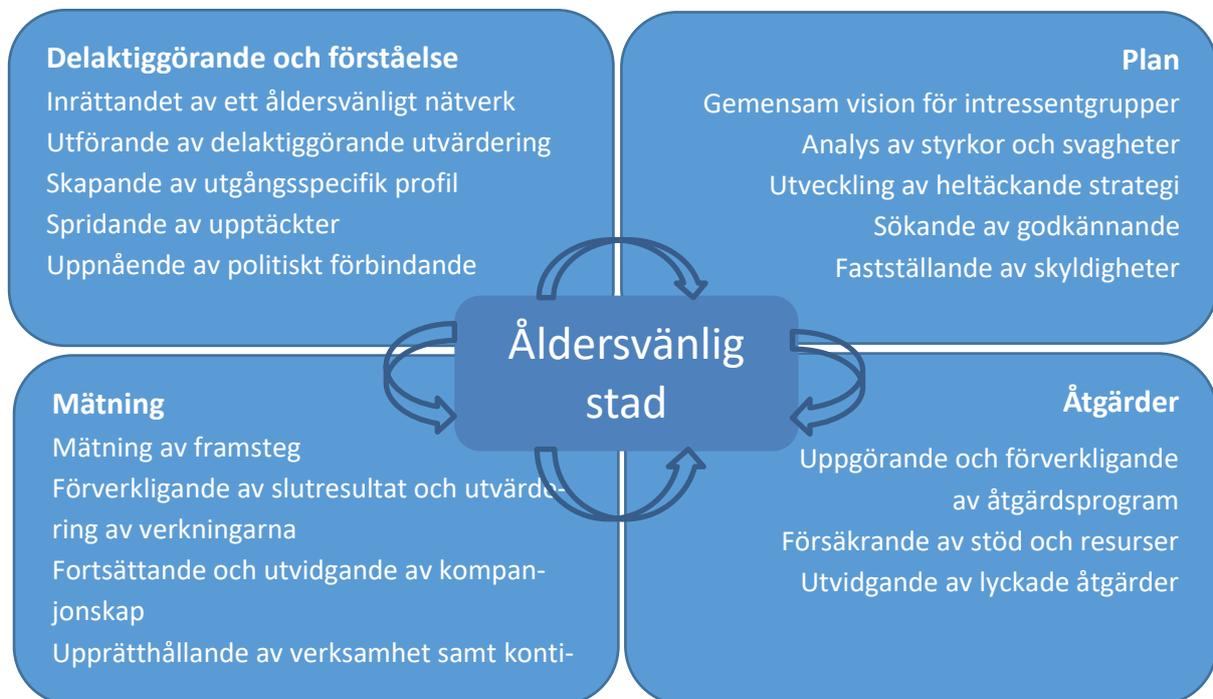 Delaktiggörande och förståelse
Inrättandet av ett åldersvänligt nätverk
Utförande av delaktiggörande utvärdering
Skapande av utgångsspecifik profil
Spridande av upptäckter
Uppnående av politiskt förbindande
Plan
Gemensam vision för intressentgrupper
Analys av styrkor och svagheter
Utveckling av heltäckande strategi
Sökande av godkännande
Fastställande av skyldigheter
Åldersvänlig
stad
Mätning
Mätning av framsteg
Förverkligande av slutresultat och utvärde-
ring av verkningarna
Fortsättande och utvidgande av kompan-
jonskap
Upprätthållande av verksamhet samt konti-
Åtgärder
Uppgörande och förverkligande
av åtgärdsprogram
Försäkrande av stöd och resurser
Utvidgande av lyckade åtgärder